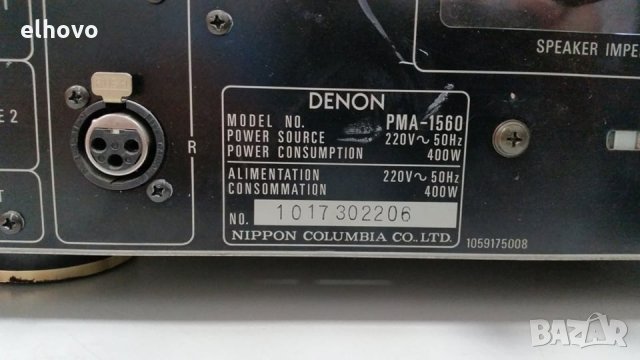 elhovo
SPEAKER IMPE
E 2
T
R
DENON
MODEL NO. PMA-1560
POWER SOURCE 220V～50Hz
POWER CONSUMPTION 400W
ALIMENTATION 220V～50Hz
CONSOMMATION 400W
NO. 1017302206
NIPPON COLUMBIA CO., LTD.
1059175008
BAZAR